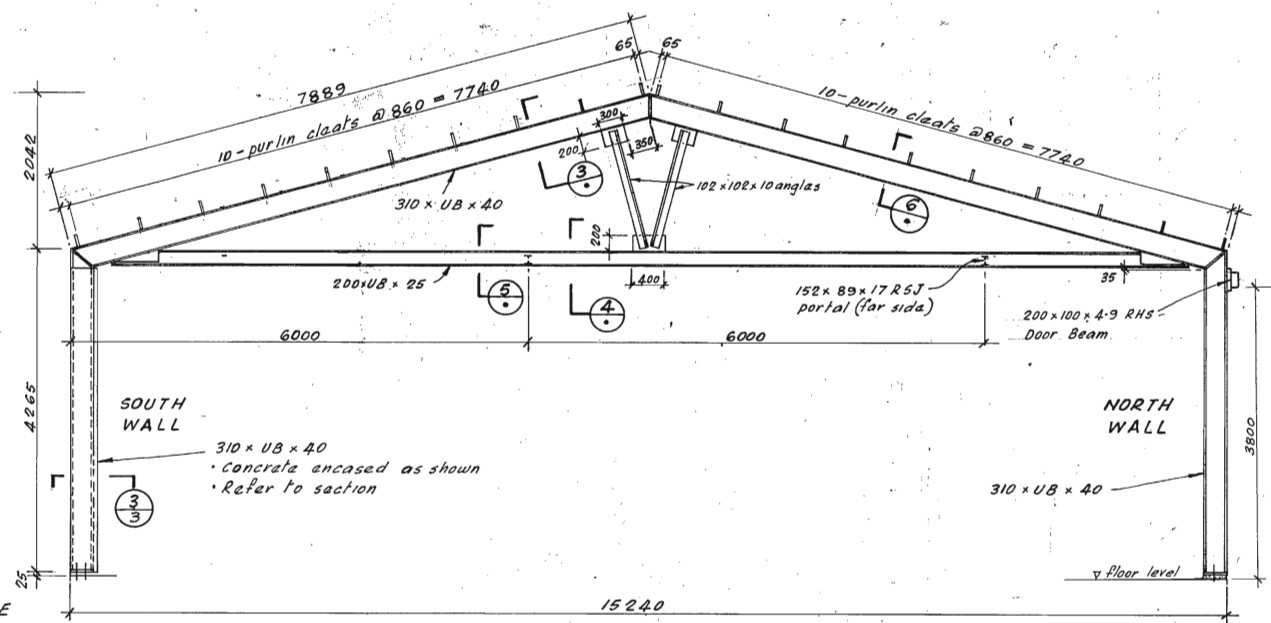 7889
65
65
10-purlin cleats @ 860 = 7740
10-purlin cleats @ 860 = 7740
2042
300
350
200
3
102 x 102 x 10 angles
310 x UB x 40
6
200
200 x UB x 25
5
4
400
152 x 89 x 17 RSJ
portal (far side)
35
200 x 100 x 4.9 RHS
Door Beam
6000
6000
4265
SOUTH
WALL
NORTH
WALL
3800
310 x UB x 40
• Concrete encased as shown
• Refer to section
3
3
310 x UB x 40
25
floor level
E
15240